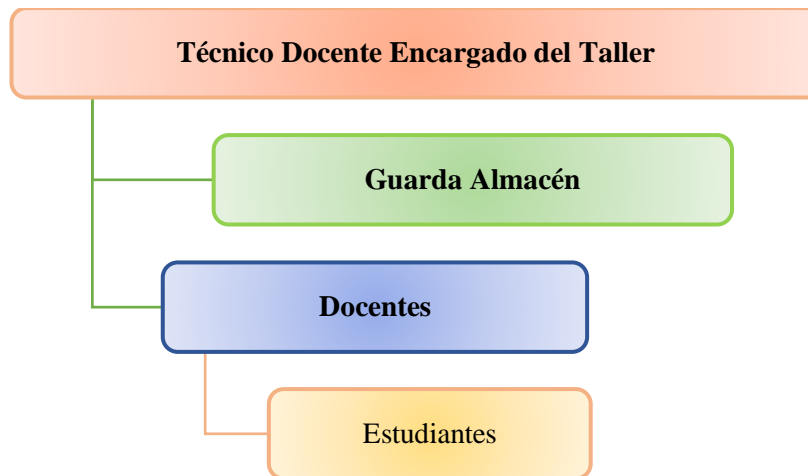 Técnico Docente Encargado del Taller
Guarda Almacén
Docentes
Estudiantes